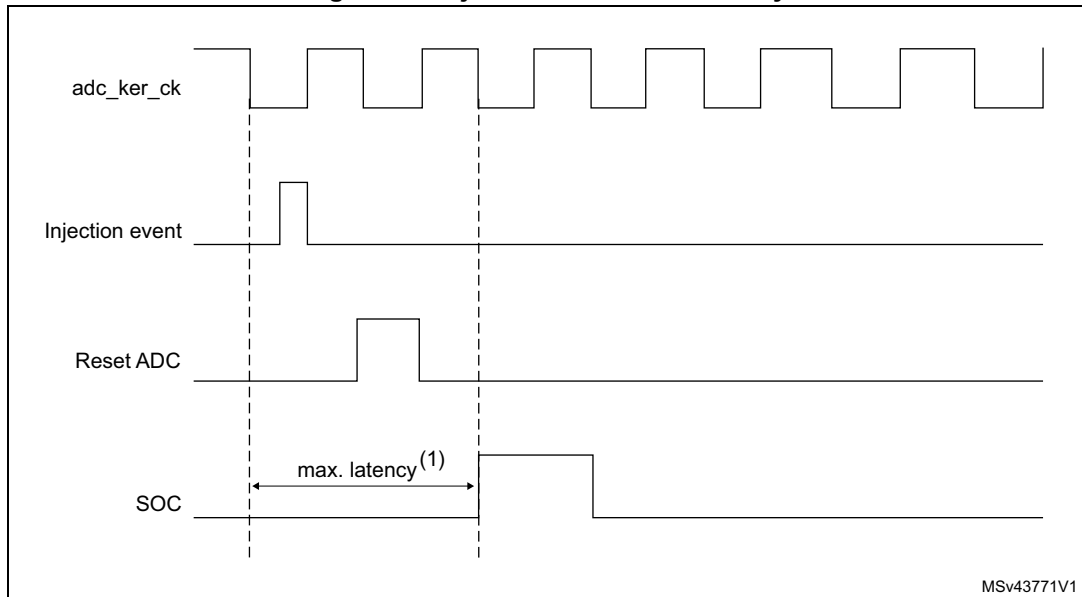 adc_ker_ck
Injection event
Reset ADC
max. latency(1)
SOC
MSv43771V1